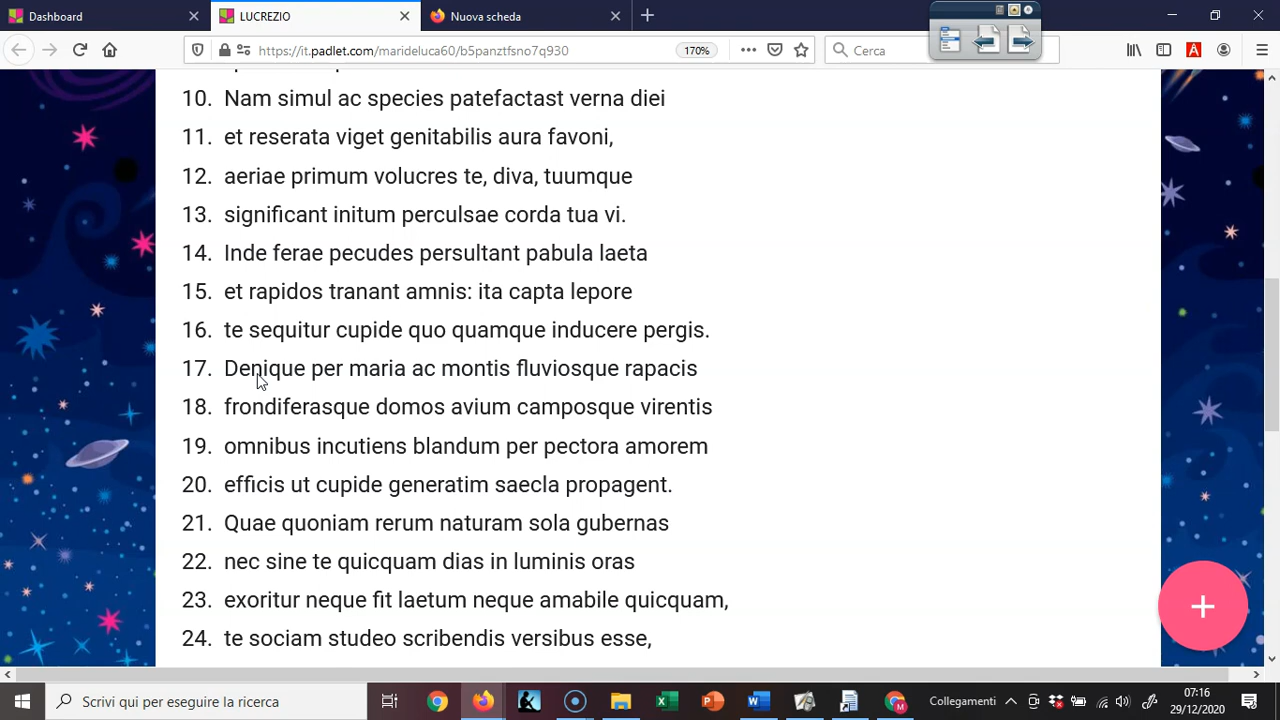 Dashboard
LUCREZIO
Nuova scheda
https://it.padlet.com/marideluca60/b5panztfsno7q930
170%
Cerca
10. Nam simul ac species patefactast verna diei
11. et reserata viget genitabilis aura favoni,
12. aeriae primum volucres te, diva, tuumque
13. significant initum perculsae corda tua vi.
14. Inde ferae pecudes persultant pabula laeta
15. et rapidos tranant amnis: ita capta lepore
16. te sequitur cupide quo quamque inducere pergis.
17. Denique per maria ac montis fluviosque rapacis
18. frondiferasque domos avium camposque virentis
19. omnibus incutiens blandum per pectora amorem
20. efficis ut cupide generatim saecla propagent.
21. Quae quoniam rerum naturam sola gubernas
22. nec sine te quicquam dias in luminis oras
23. exoritur neque fit laetum neque amabile quicquam,
24. te sociam studeo scribendis versibus esse,
Scrivi qui per eseguire la ricerca
Collegamenti
07:16
29/12/2020